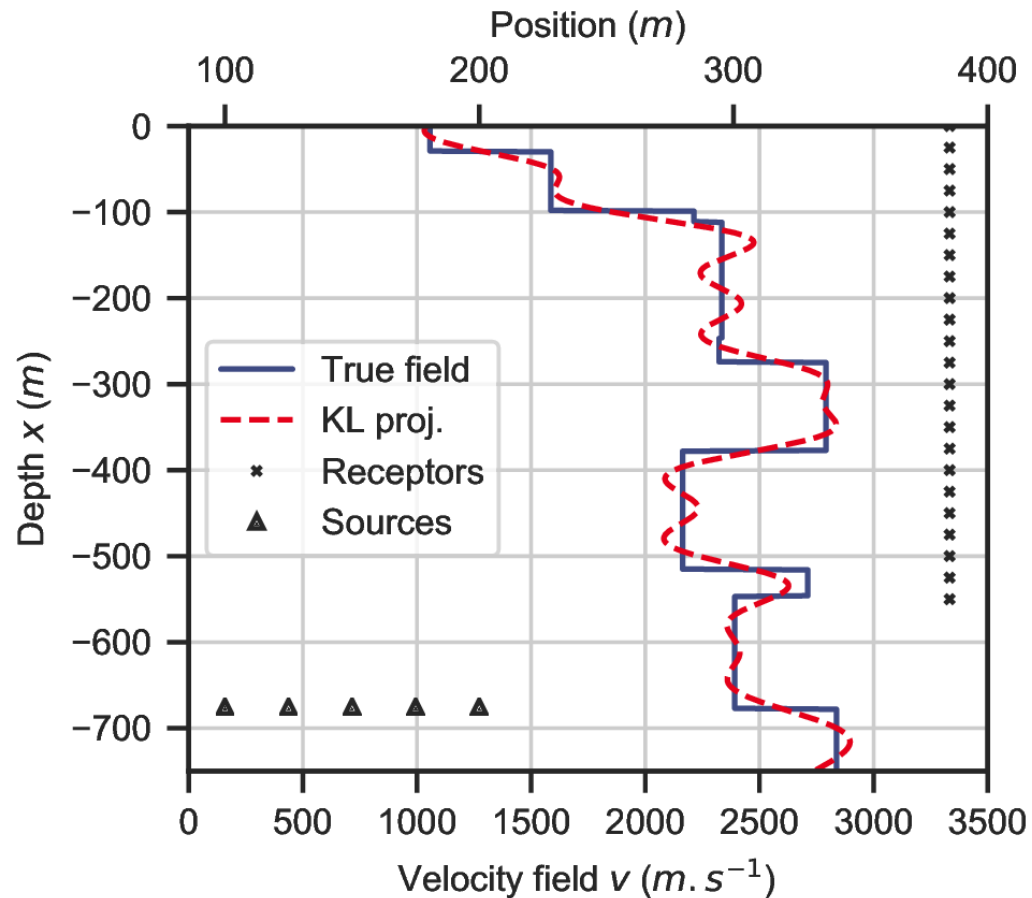 Position (m)
100 200 300 400
0
−100
−200
−300
−400
−500
−600
−700
Depth x (m)
True field
KL proj.
Receptors
Sources
0 500 1000 1500 2000 2500 3000 3500
Velocity field v (m.s⁻¹)